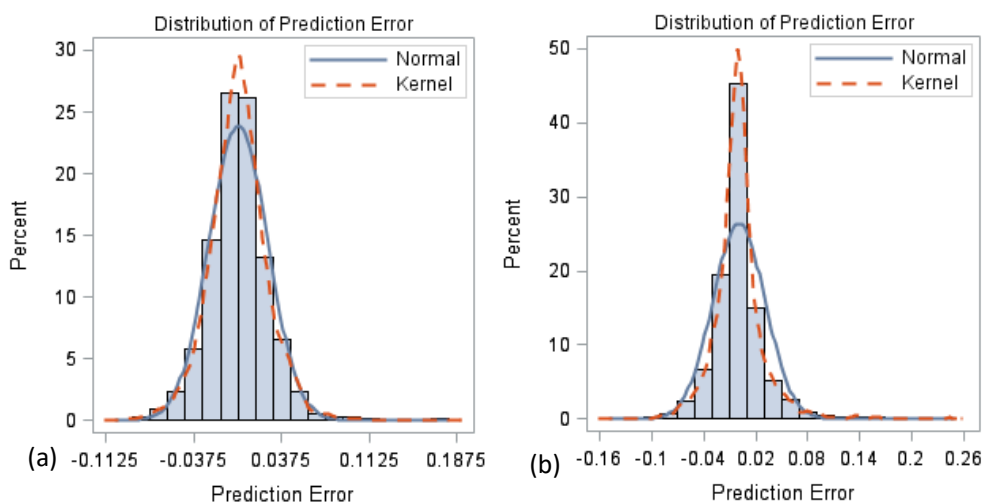 Distribution of Prediction Error
Normal
Kernel
30
25
20
15
10
5
0
Percent
-0.1125 -0.0375 0.0375 0.1125 0.1875
Prediction Error
(a)
Distribution of Prediction Error
Normal
Kernel
50
40
30
20
10
0
Percent
-0.16 -0.1 -0.04 0.02 0.08 0.14 0.2 0.26
Prediction Error
(b)